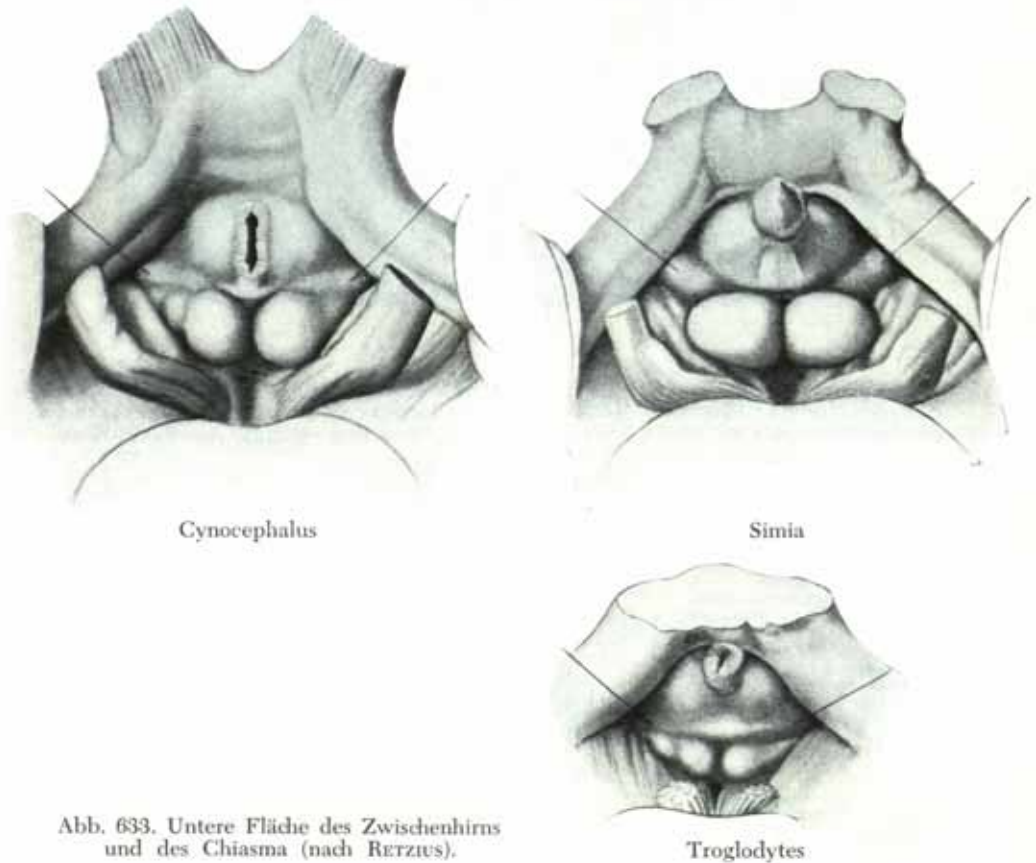 Cynocephalus
Simia
Abb. 633. Untere Fläche des Zwischenhirns
und des Chiasma (nach RETZIUS).
Troglodytes